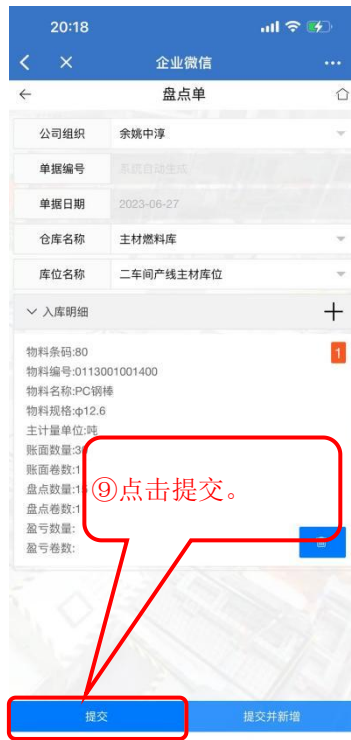 20:18
企业微信
盘点单
公司组织 余姚中淳
单据编号 系统自动生成
单据日期 2023-06-27
仓库名称 主材燃料库
库位名称 二车间产线主材库位
入库明细
物料条码:80 1
物料编号:0113001001400
物料名称:PC钢棒
物料规格:φ12.6
主计量单位:吨
账面数量:3
账面卷数:1
盘点数量:1
盘点卷数:1
盈亏数量:
盈亏卷数:
⑨点击提交。
提交 提交并新增